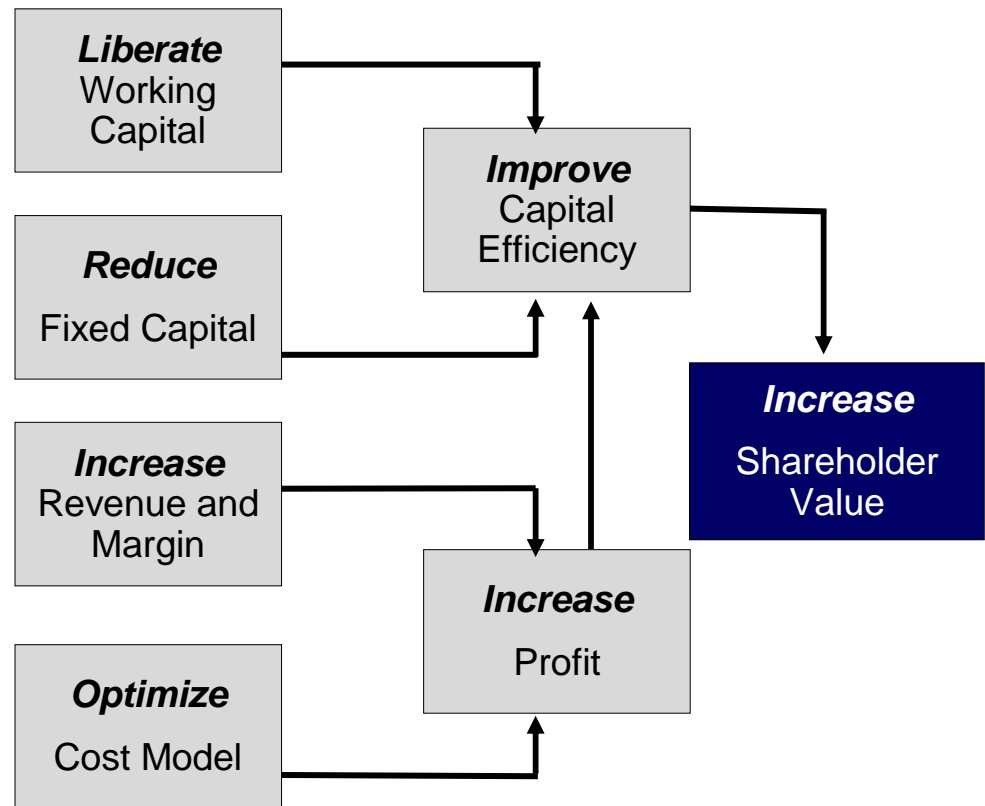 Liberate
Working
Capital
Improve
Capital
Efficiency
Reduce
Fixed Capital
Increase
Shareholder
Value
Increase
Revenue and
Margin
Increase
Profit
Optimize
Cost Model